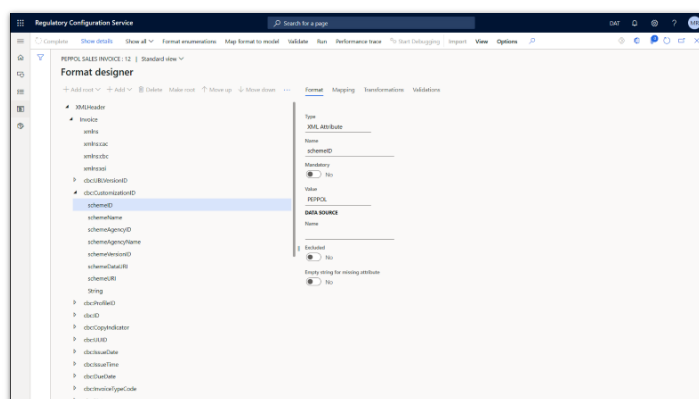 Regulatory Configuration Service
Search for a page
DAT
?
MR
Complete Show details Show all Format enumerations Map format to model Validate Run Performance trace Start Debugging Import View Options
PEPPOL SALES INVOICE : 12 | Standard view
Format designer
+ Add root + Add Delete Make root Move up Move down ...
Format Mapping Transformations Validations
XMLHeader
Invoice
xmlns
xmlns:cac
xmlns:cbc
xmlns:xsi
cbc:UBLVersionID
cbc:CustomizationID
schemeID
schemeName
schemeAgencyID
schemeAgencyName
schemeVersionID
schemeDataURI
schemeURI
String
cbc:ProfileID
cbc:ID
cbc:CopyIndicator
cbc:UUID
cbc:IssueDate
cbc:IssueTime
cbc:DueDate
cbc:InvoiceTypeCode
Type
XML Attribute
Name
schemeID
Mandatory
No
Value
PEPPOL
DATA SOURCE
Name
Excluded
No
Empty string for missing attribute
No